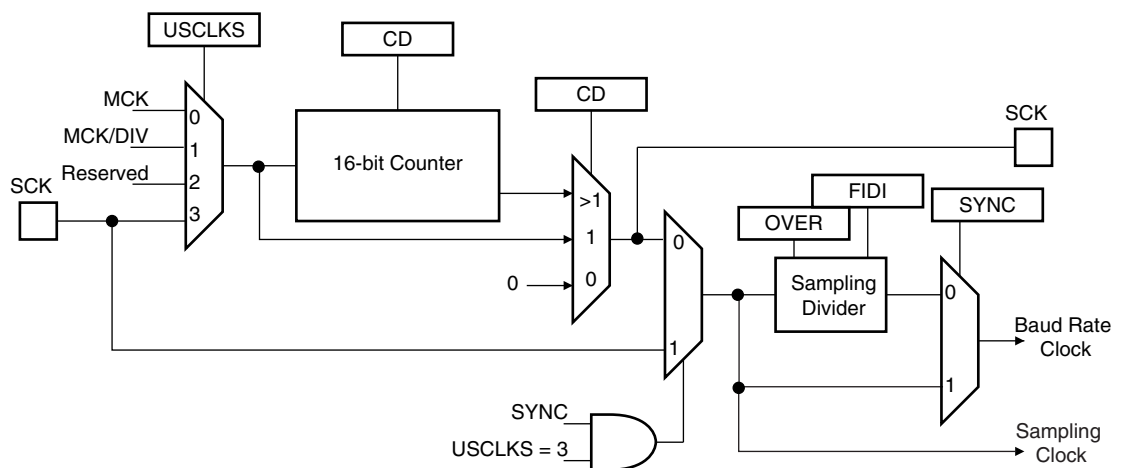 USCLKS
CD
CD
MCK
0
MCK/DIV
1
Reserved
2
SCK
3
16-bit Counter
>1
1
0
0
SCK
FIDI
OVER
SYNC
0
Sampling
Divider
0
Baud Rate
Clock
1
1
SYNC
USCLKS = 3
Sampling
Clock